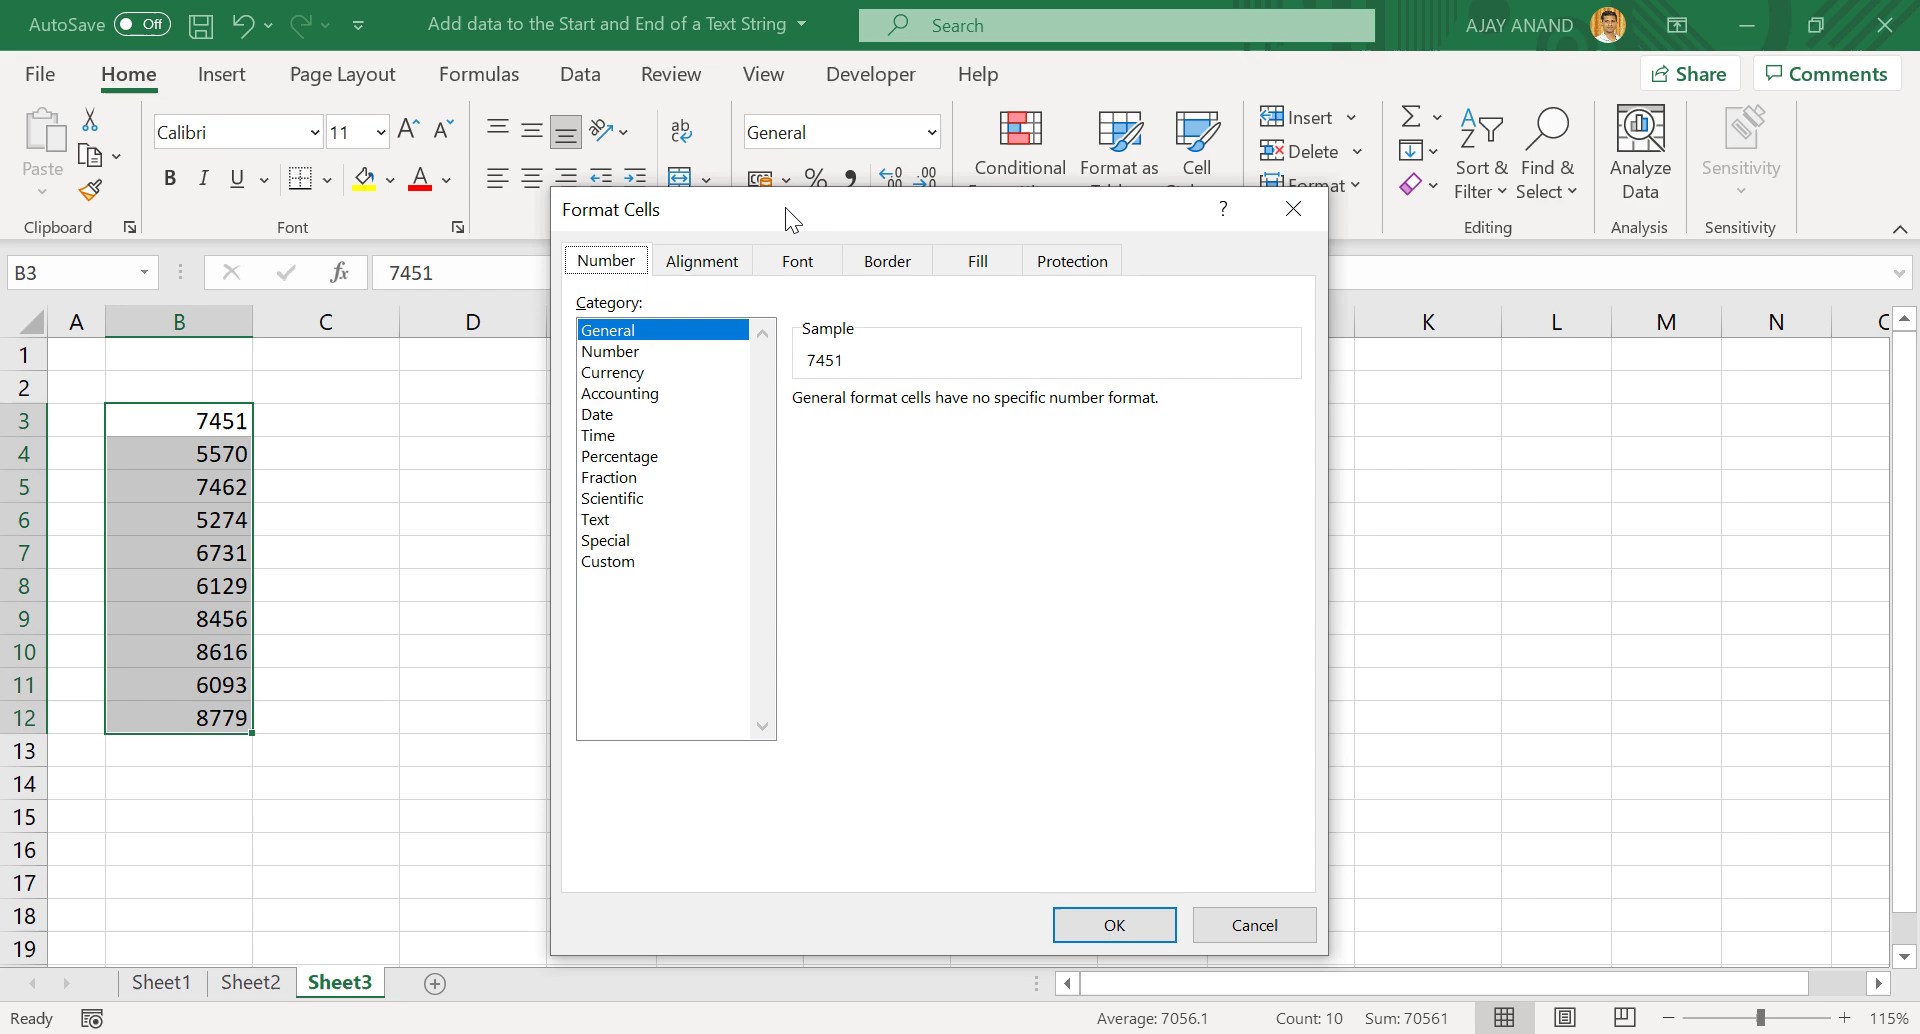 AutoSave Off Add data to the Start and End of a Text String Search AJAY ANAND
File Home Insert Page Layout Formulas Data Review View Developer Help Share Comments
Paste
Clipboard
Calibri 11
B I U A
Font
ab
General
% 9
Conditional
Format as
Cell
Insert
Delete
Format
Sort & Filter
Find & Select
Editing
Analyze Data
Analysis
Sensitivity
Sensitivity
B3 fx 7451
Format Cells ? 
Number Alignment Font Border Fill Protection
Category:
General
Number
Currency
Accounting
Date
Time
Percentage
Fraction
Scientific
Text
Special
Custom
Sample
7451
General format cells have no specific number format.
OK Cancel
A B C D K L M N
1
2
3 7451
4 5570
5 7462
6 5274
7 6731
8 6129
9 8456
10 8616
11 6093
12 8779
13
14
15
16
17
18
19
Sheet1 Sheet2 Sheet3
Ready Average: 7056.1 Count: 10 Sum: 70561 115%